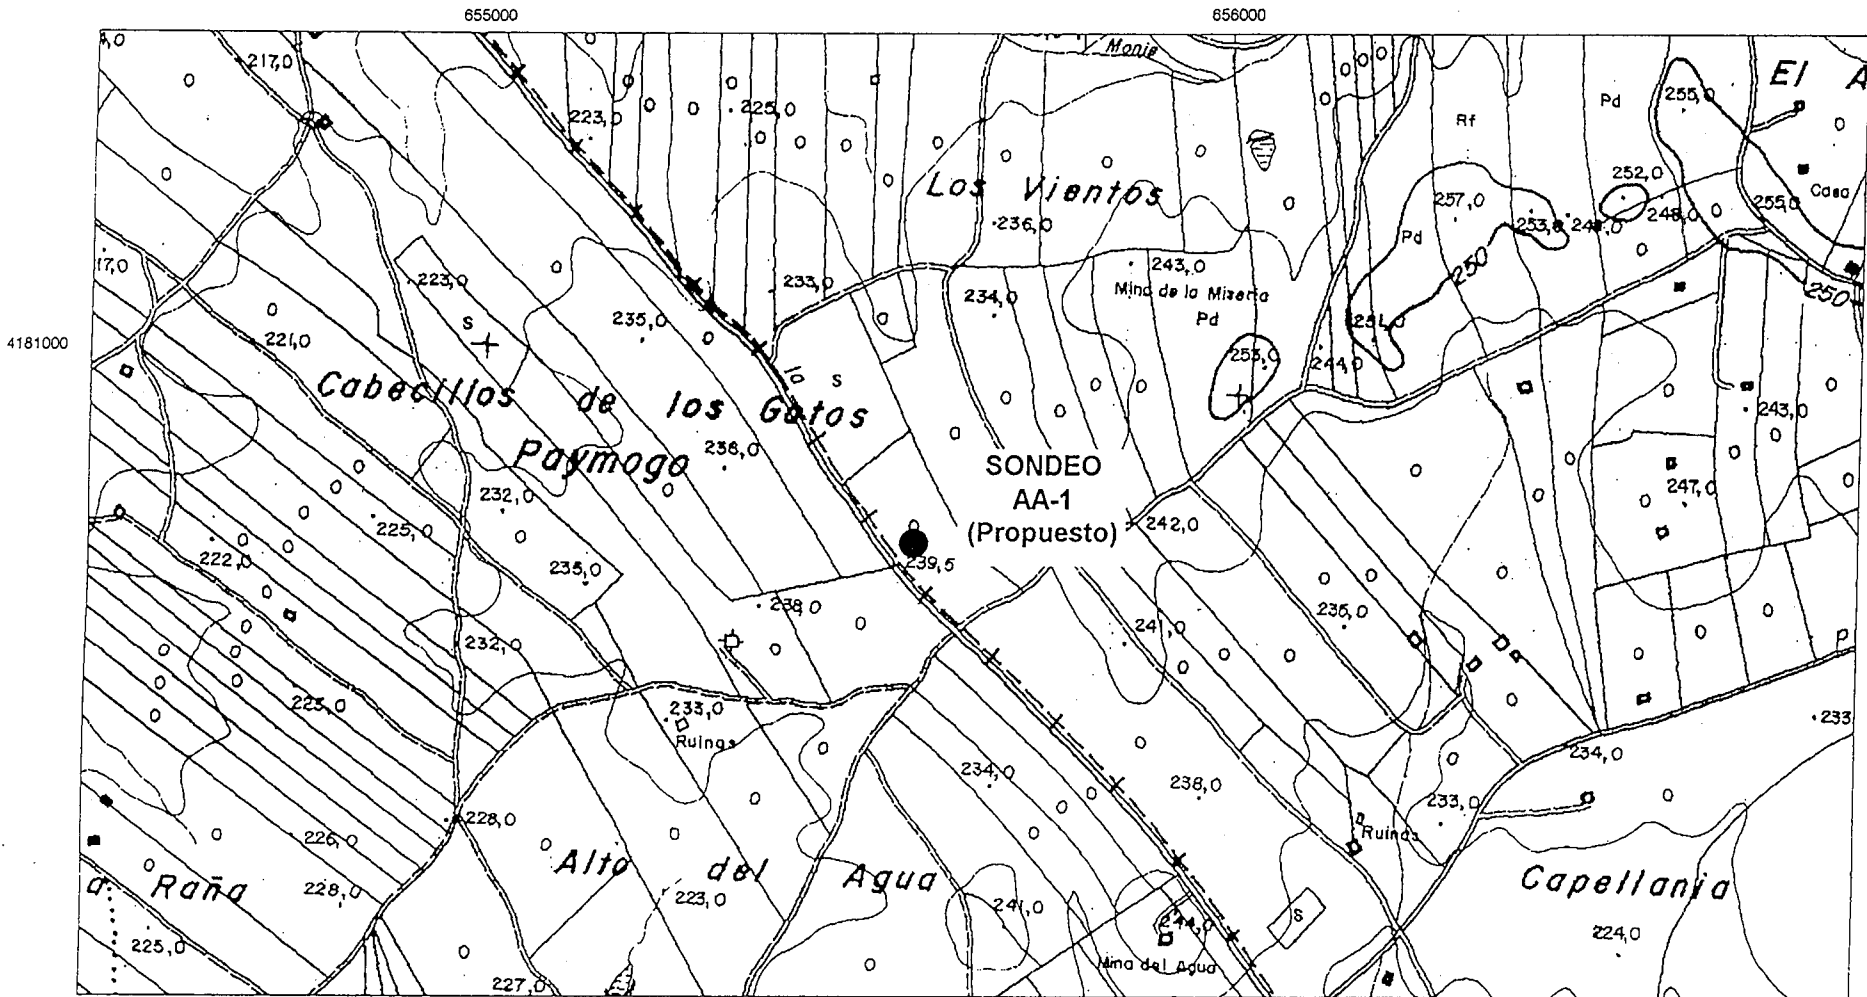 655000
656000
Monje
El A
217,0
255,0
Pd
223,0
225,0
Rf
252,0
Casa
Los Vientos
257,0
255,0
248,0
236,0
Pd
253,0
17,0
243,0
250
223,0
233,0
Mina de la Miseria
250
234,0
S
235,0
Pd
251,0
4181000
221,0
253,0
244,0
la
S
Cabecillos de los Gatos
243,0
Paymogo
236,0
SONDEO
AA-1
(Propuesto)
232,0
247,0
225,0
242,0
222,0
235,0
239,5
238,0
235,0
241,0
232,0
P
223,0
233,0
Ruinas
233
234,0
234,0
238,0
233,0
228,0
Ruinas
226,0
Alto del Agua
Capellania
a Raña
228,0
223,0
241,0
S
244,0
224,0
225,0
Mina del Agua
227,0